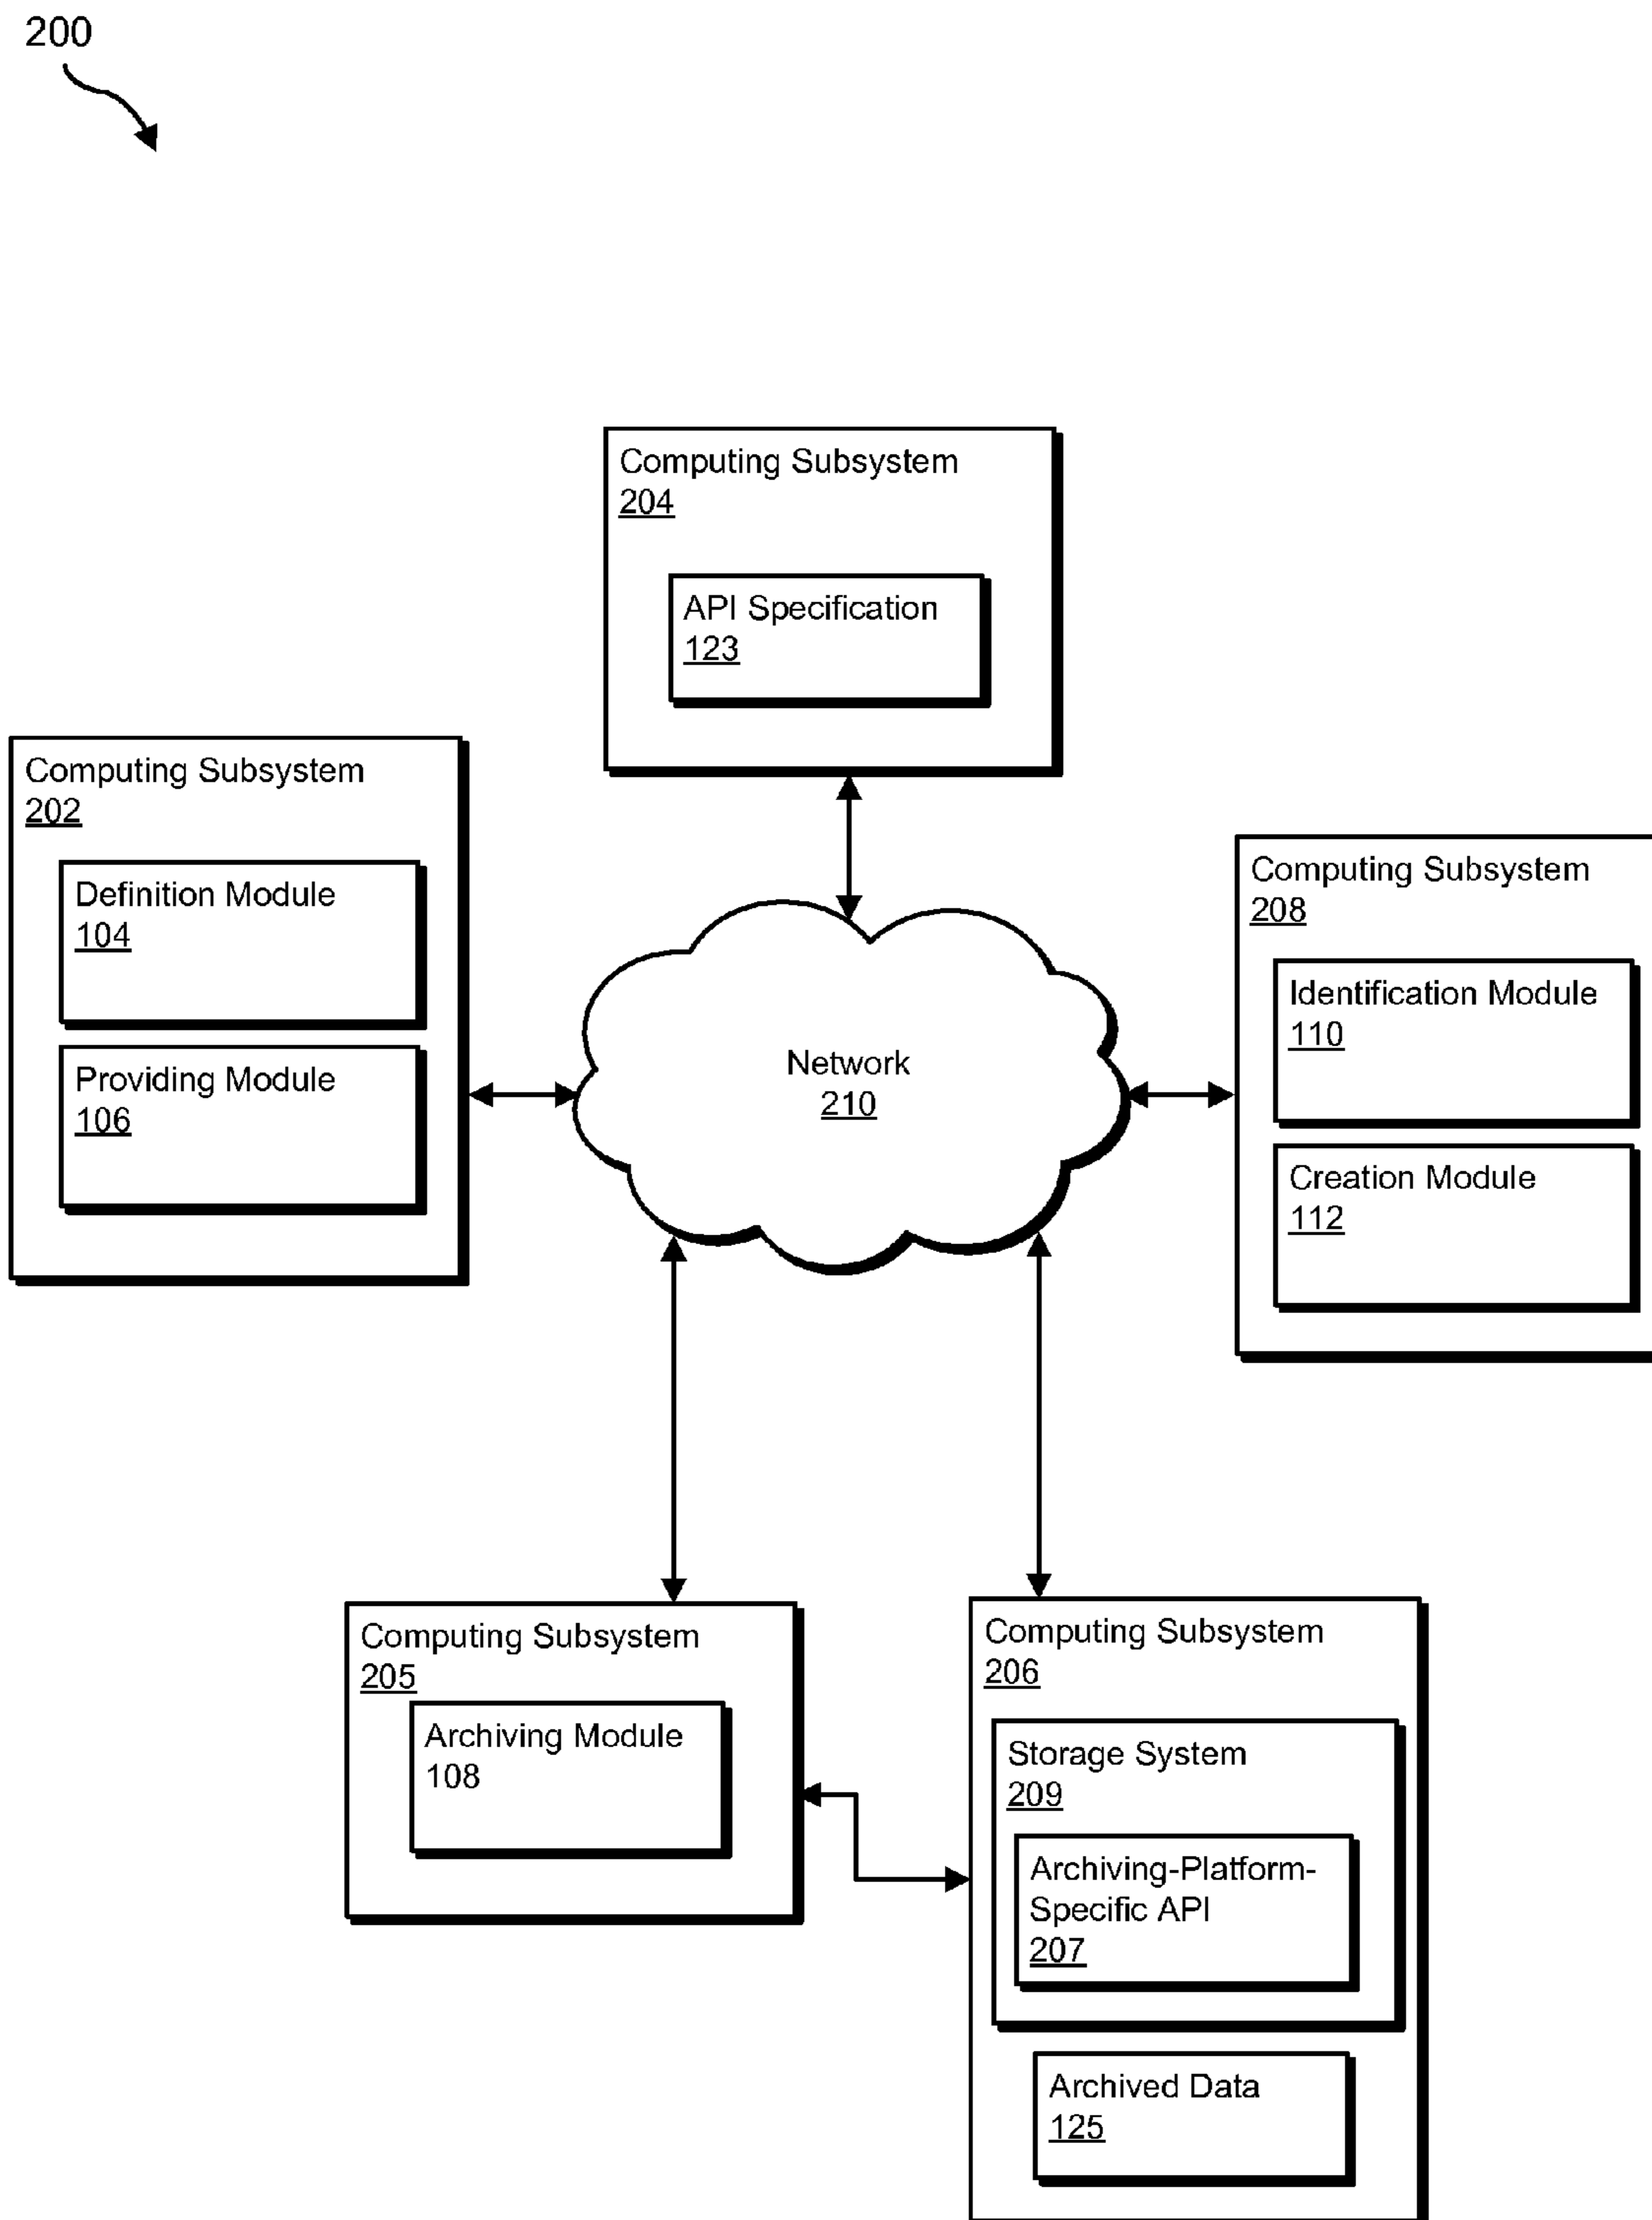 200
Computing Subsystem
204
API Specification
123
Computing Subsystem
202
Definition Module
104
Providing Module
106
Network
210
Computing Subsystem
208
Identification Module
110
Creation Module
112
Computing Subsystem
205
Archiving Module
108
Computing Subsystem
206
Storage System
209
Archiving-Platform-
Specific API
207
Archived Data
125